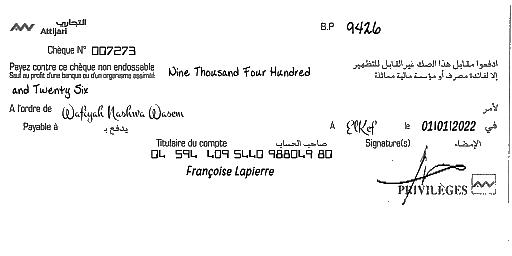 التجاري
Attijari
B.P 9426
Chèque N° 007273
Payez contre ce chèque non endossable Nine Thousand Four Hundred ادفعوا مقابل هذا الصك غير القابل للتظهير
Sauf au profit d'une banque ou d'un organisme assimilé إلا لفائدة مصرف أو مؤسسة مالية مماثلة
and Twenty Six
A l'ordre de Wafiyah Nashwa Wasem لأمر
Payable à يدفع بـ A ElKef le 01/01/2022 في
Titulaire du compte صاحب الحساب Signature(s) الإمضاء
04 594 409 5440 988049 80
Françoise Lapierre
PRIVILÈGES